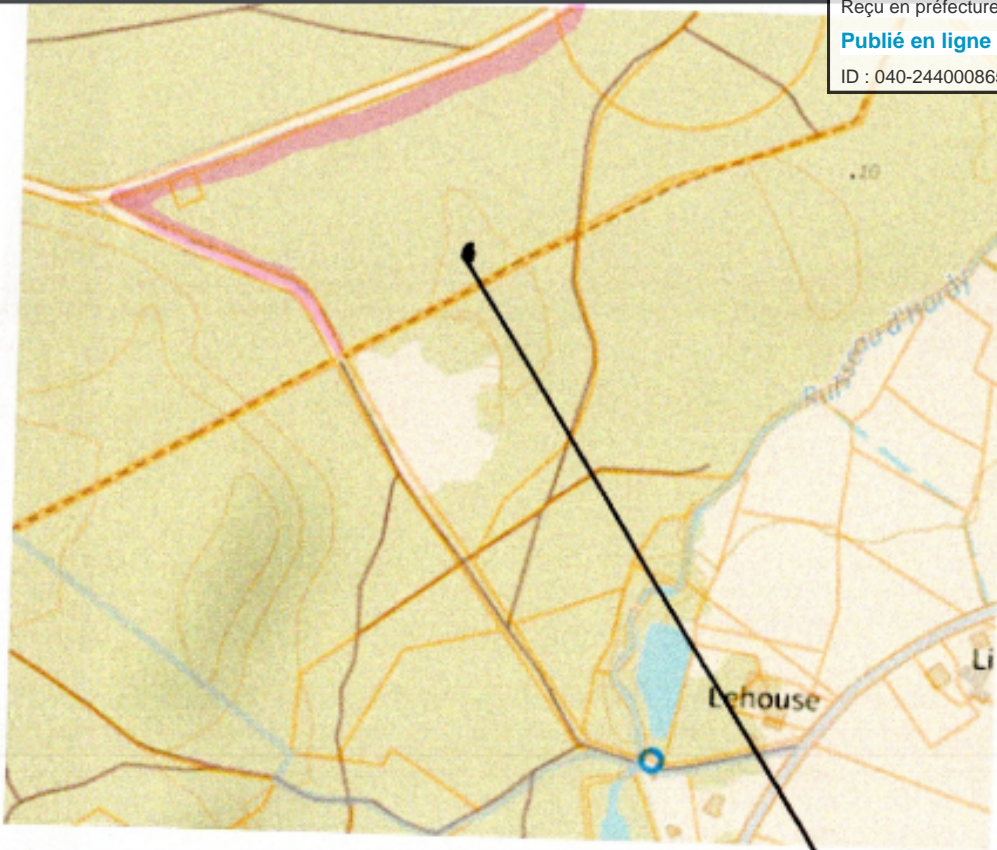 Reçu en préfecture
Publié en ligne
ID : 040-24400086
.10
Ruisseau d'Hardy
Li
Lehouse